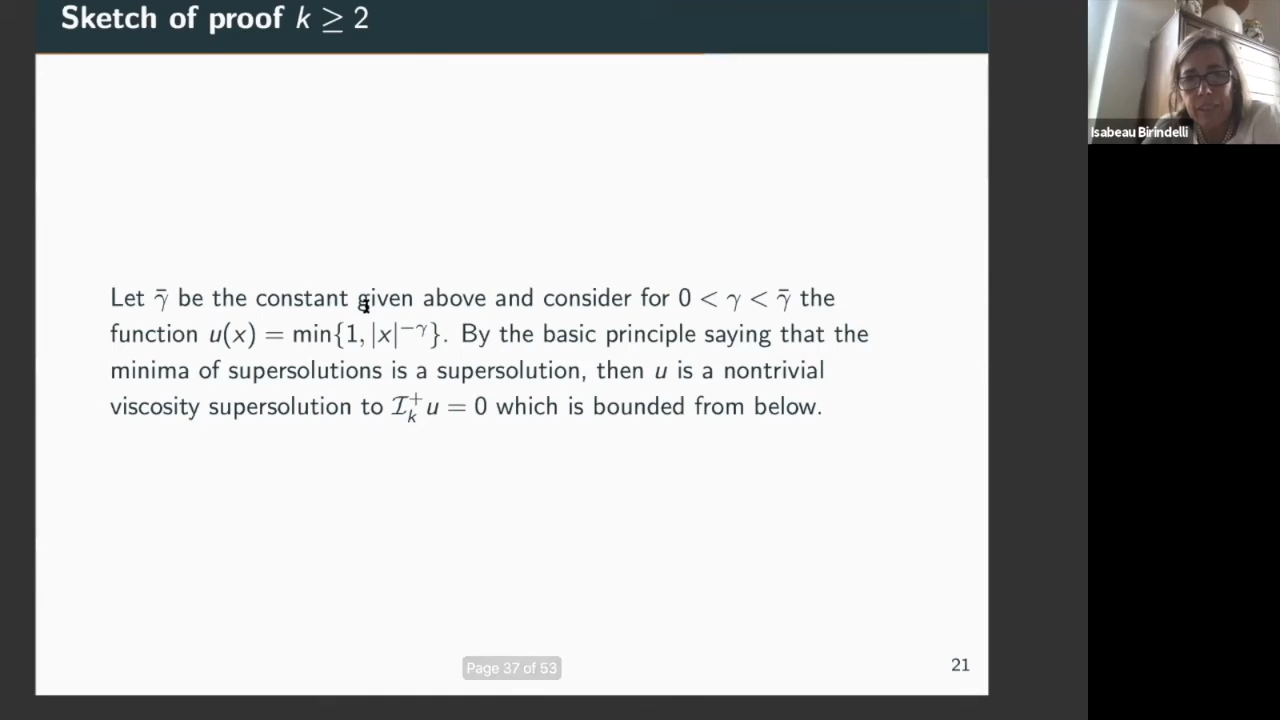 Sketch of proof k ≥ 2
Isabeau Birindelli
Let γ̄ be the constant given above and consider for 0 < γ < γ̄ the
function u(x) = min{1, |x|^{−γ}}. By the basic principle saying that the
minima of supersolutions is a supersolution, then u is a nontrivial
viscosity supersolution to 𝓘_k^+ u = 0 which is bounded from below.
Page 37 of 53
21